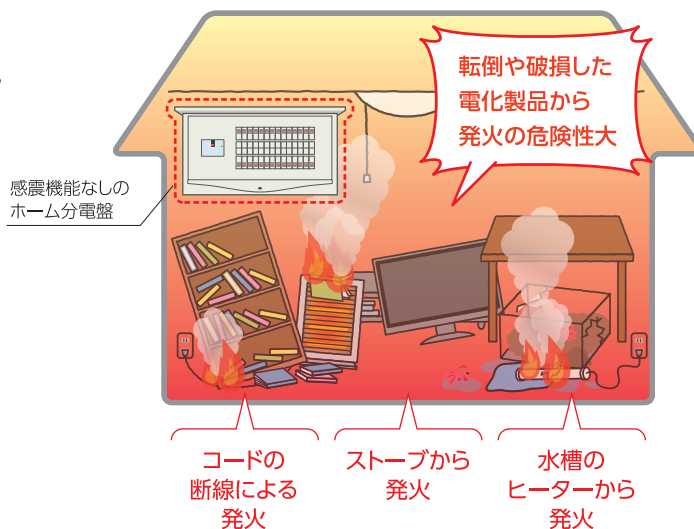 転倒や破損した
電化製品から
発火の危険性大
感震機能なしの
ホーム分電盤
コードの
断線による
発火
ストーブから
発火
水槽の
ヒーターから
発火